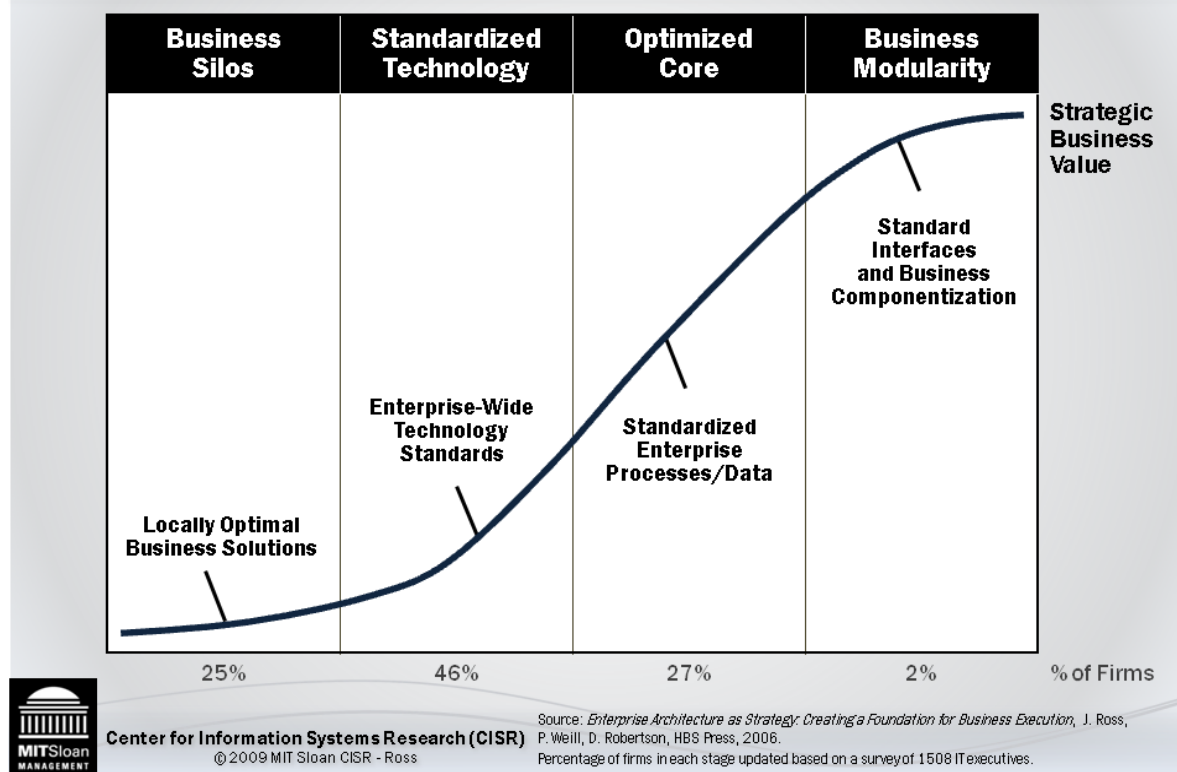 Business
Silos
Standardized
Technology
Optimized
Core
Business
Modularity
Strategic
Business
Value
Standard
Interfaces
and Business
Componentization
Enterprise-Wide
Technology
Standards
Standardized
Enterprise
Processes/Data
Locally Optimal
Business Solutions
25%
46%
27%
2%
% of Firms
MITSloan
MANAGEMENT
Center for Information Systems Research (CISR)
© 2009 MIT Sloan CISR - Ross
Source: Enterprise Architecture as Strategy: Creating a Foundation for Business Execution, J. Ross,
P. Weill, D. Robertson, HBS Press, 2006.
Percentage of firms in each stage updated based on a survey of 1508 IT executives.